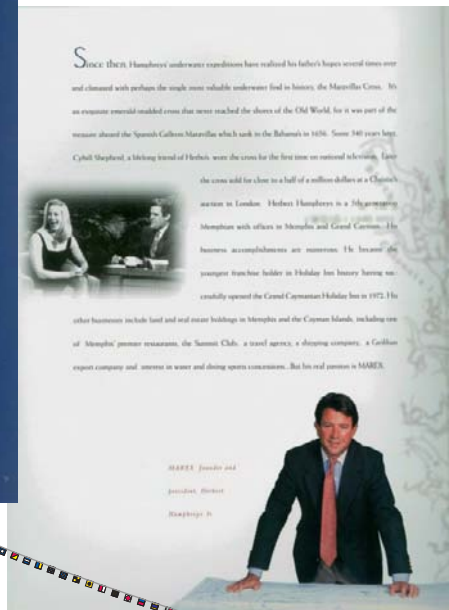 Since then, Humphreys' underwater expeditions have realized his father's hopes several times over
and climaxed with perhaps the single most valuable underwater find in history, the Maravillas Cross. It's
an exquisite emerald-studded cross that never reached the shores of the Old World, for it was part of the
treasure aboard the Spanish Galleon Maravillas which sank in the Bahama's in 1656. Some 340 years later,
Cybill Shepherd, a lifelong friend of Herbo's, wore the cross for the first time on national television. Later
the cross sold for close to a half of a million dollars at a Christie's
auction in London. Herbert Humphreys is a 5th generation
Memphian with offices in Memphis and Grand Cayman. His
business accomplishments are numerous. He became the
youngest franchise holder in Holiday Inn history having suc-
cessfully opened the Grand Caymanian Holiday Inn in 1972. His
other businesses include land and real estate holdings in Memphis and the Cayman Islands, including one
of Memphis' premier restaurants, the Summit Club, a travel agency, a shipping company, a
export company and interest in water and diving sports concessions. But his real passion is MAREX.
MAREX founder and
president, Herbert
Humphreys Jr.